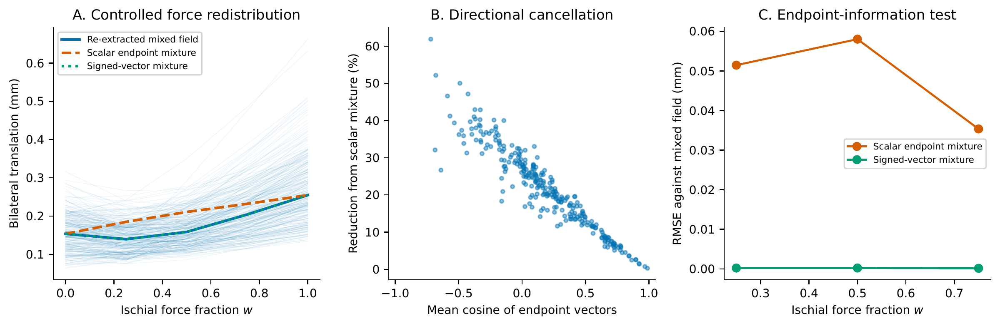 A. Controlled force redistribution
Re-extracted mixed field
Scalar endpoint mixture
Signed-vector mixture
Bilateral translation (mm)
0.6
0.5
0.4
0.3
0.2
0.1
0.0 0.2 0.4 0.6 0.8 1.0
Ischial force fraction w
B. Directional cancellation
Reduction from scalar mixture (%)
60
50
40
30
20
10
0
−1.0 −0.5 0.0 0.5 1.0
Mean cosine of endpoint vectors
C. Endpoint-information test
RMSE against mixed field (mm)
0.06
0.05
0.04
0.03
0.02
0.01
0.00
Scalar endpoint mixture
Signed-vector mixture
0.3 0.4 0.5 0.6 0.7
Ischial force fraction w